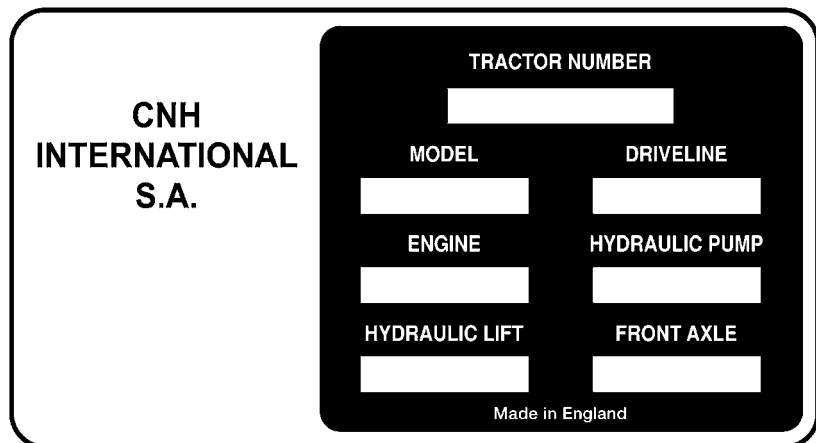 CNH
INTERNATIONAL
S.A.
TRACTOR NUMBER
MODEL DRIVELINE
ENGINE HYDRAULIC PUMP
HYDRAULIC LIFT FRONT AXLE
Made in England